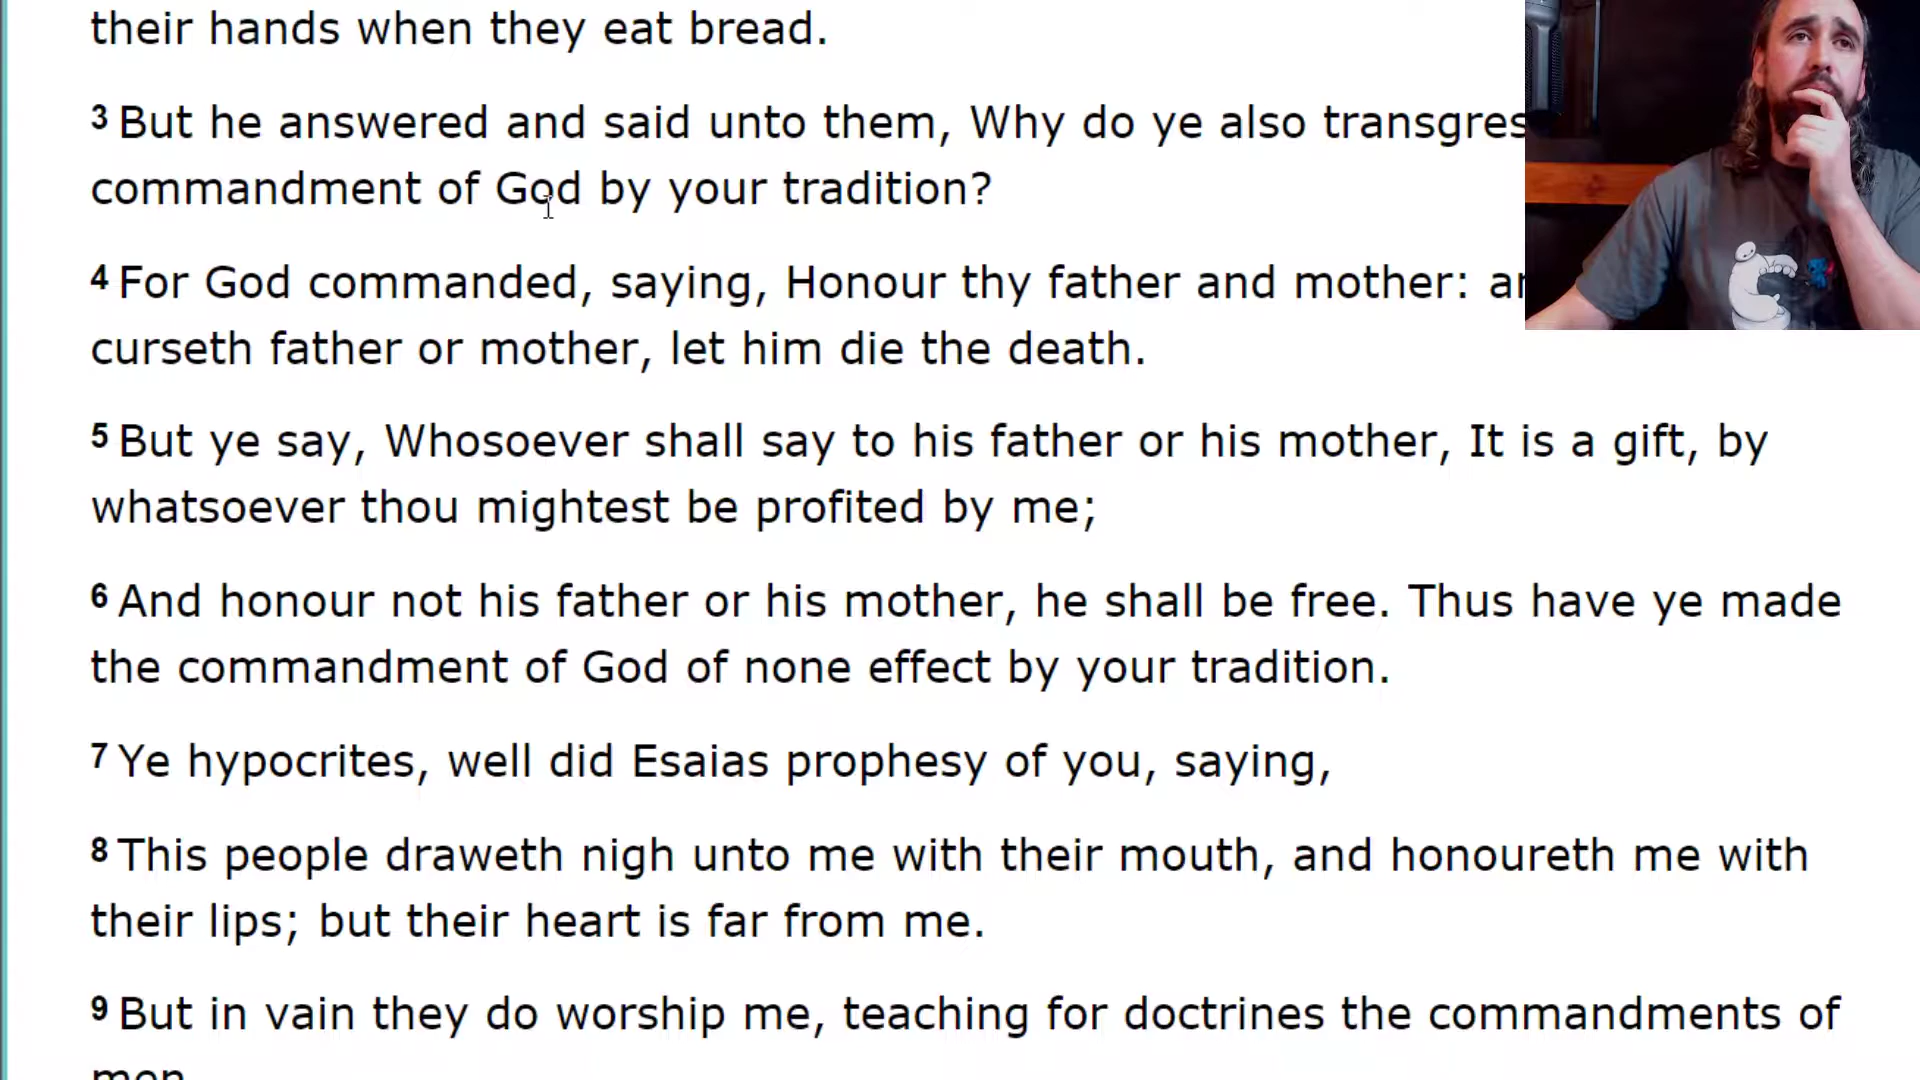 their hands when they eat bread.
3 But he answered and said unto them, Why do ye also
commandment of God by your tradition?
4 For God commanded, saying, Honour thy father and mother:
curseth father or mother, let him die the death.
5 But ye say, Whosoever shall say to his father or his mother, It is a gift, by
whatsoever thou mightest be profited by me;
6 And honour not his father or his mother, he shall be free. Thus have ye made
the commandment of God of none effect by your tradition.
7 Ye hypocrites, well did Esaias prophesy of you, saying,
8 This people draweth nigh unto me with their mouth, and honoureth me with
their lips; but their heart is far from me.
9 But in vain they do worship me, teaching for doctrines the commandments of